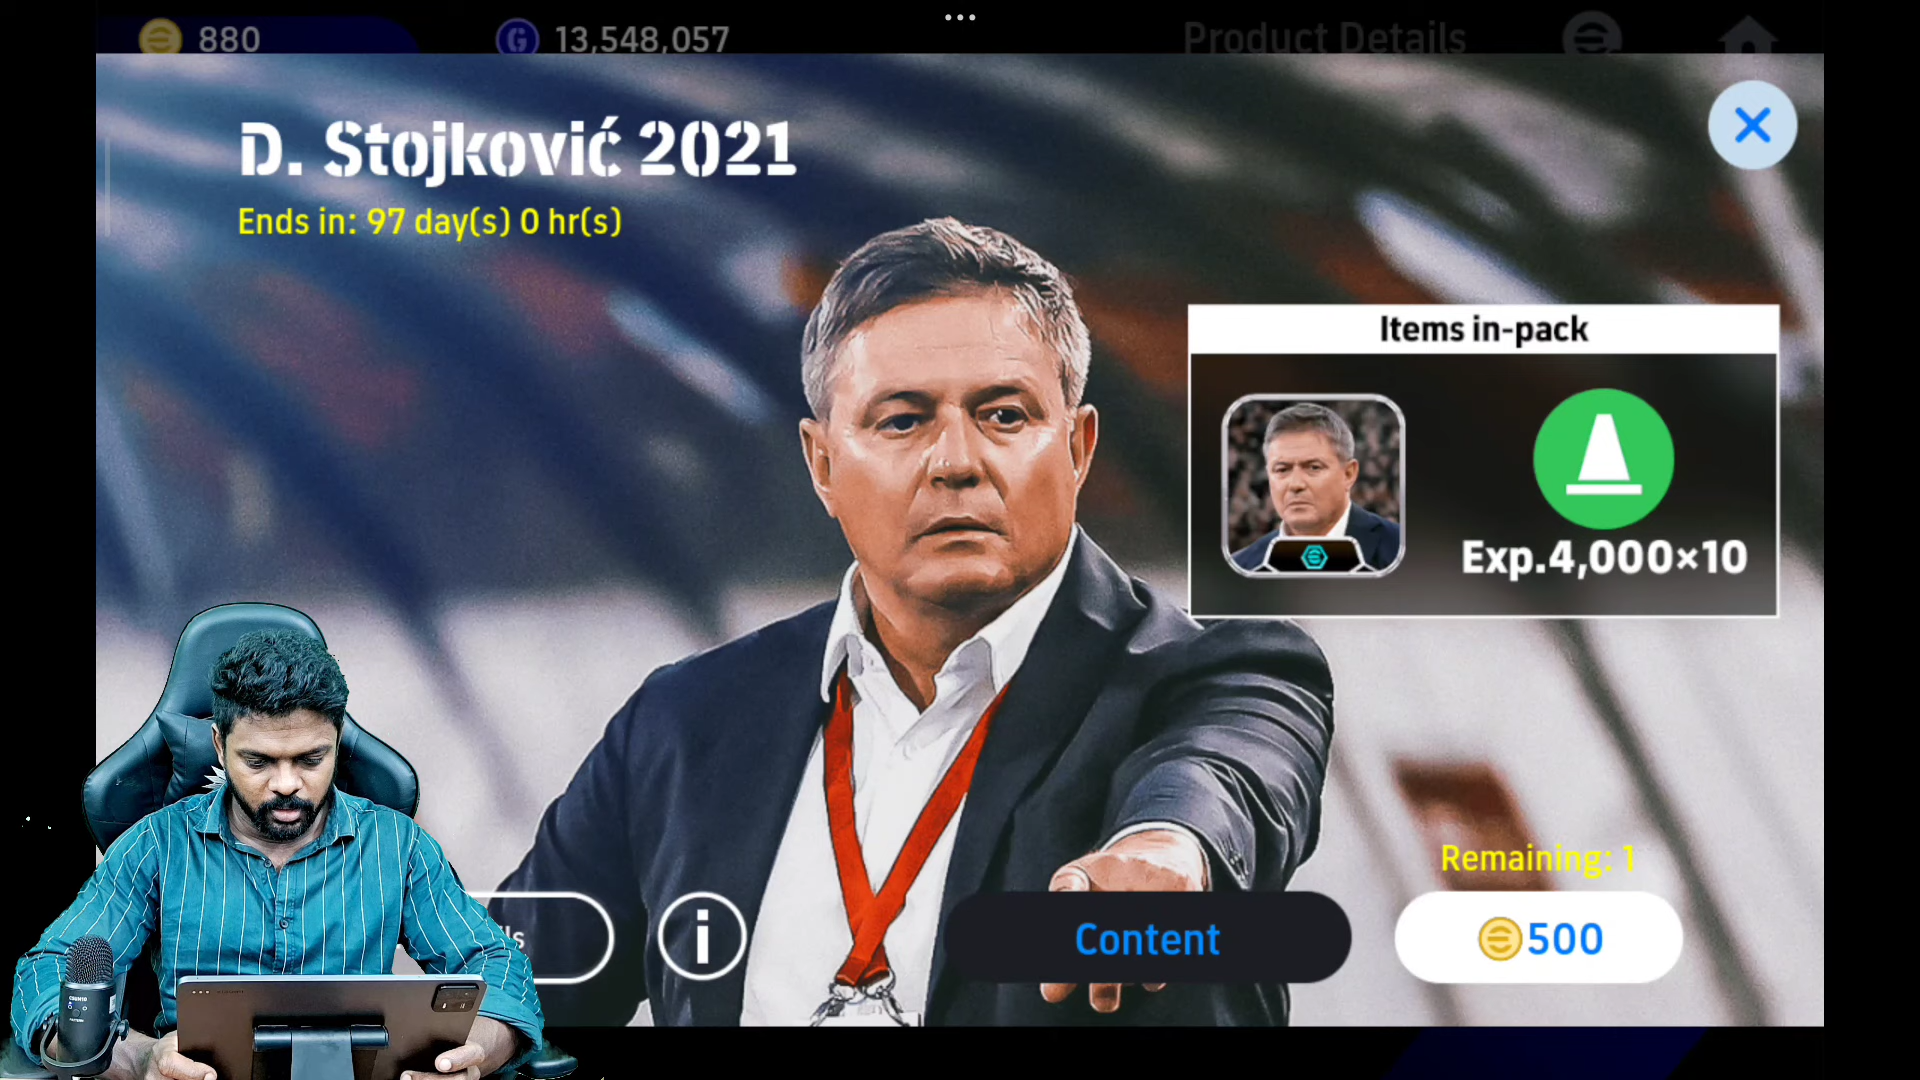 880
13,548,057
Product Details
D. Stojković 2021
Ends in: 97 day(s) 0 hr(s)
Items in-pack
Exp.4,000×10
Remaining: 1
Content
500